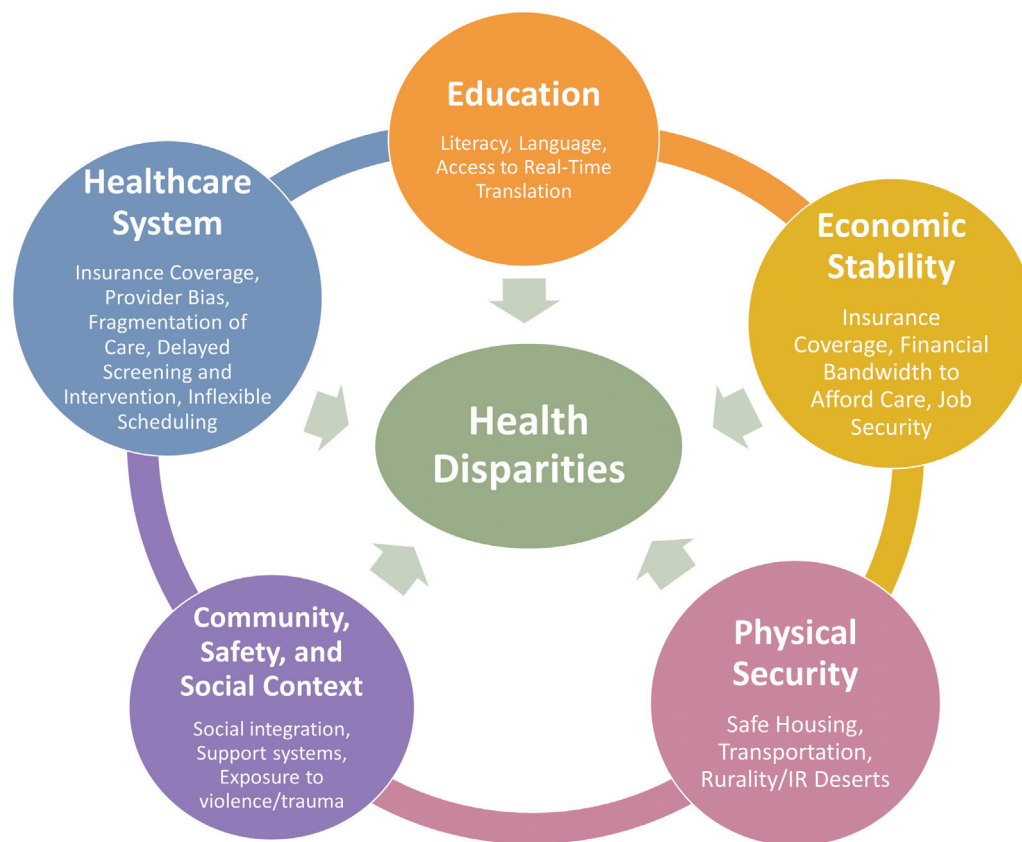 Education
Literacy, Language,
Access to Real-Time
Translation
Economic
Stability
Insurance
Coverage, Financial
Bandwidth to
Afford Care, Job
Security
Physical
Security
Safe Housing,
Transportation,
Rurality/IR Deserts
Community,
Safety, and
Social Context
Social integration,
Support systems,
Exposure to
violence/trauma
Healthcare
System
Insurance Coverage,
Provider Bias,
Fragmentation of
Care, Delayed
Screening and
Intervention, Inflexible
Scheduling
Health
Disparities